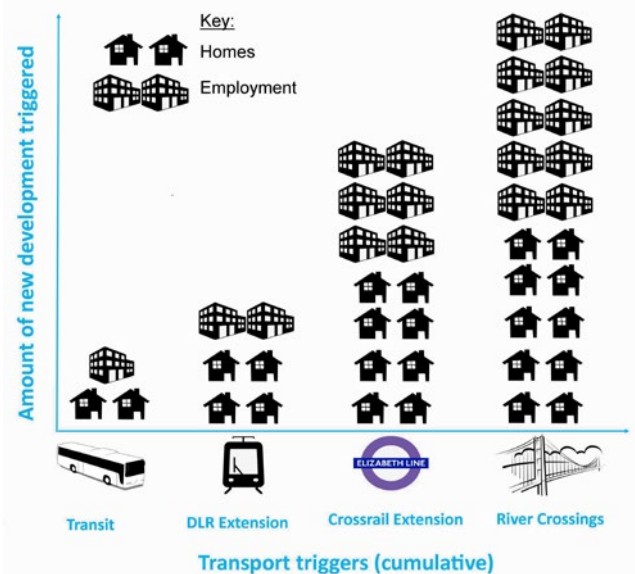 Key:
Homes
Employment
Amount of new development triggered
ELIZABETH LINE
Transit
DLR Extension
Crossrail Extension
River Crossings
Transport triggers (cumulative)